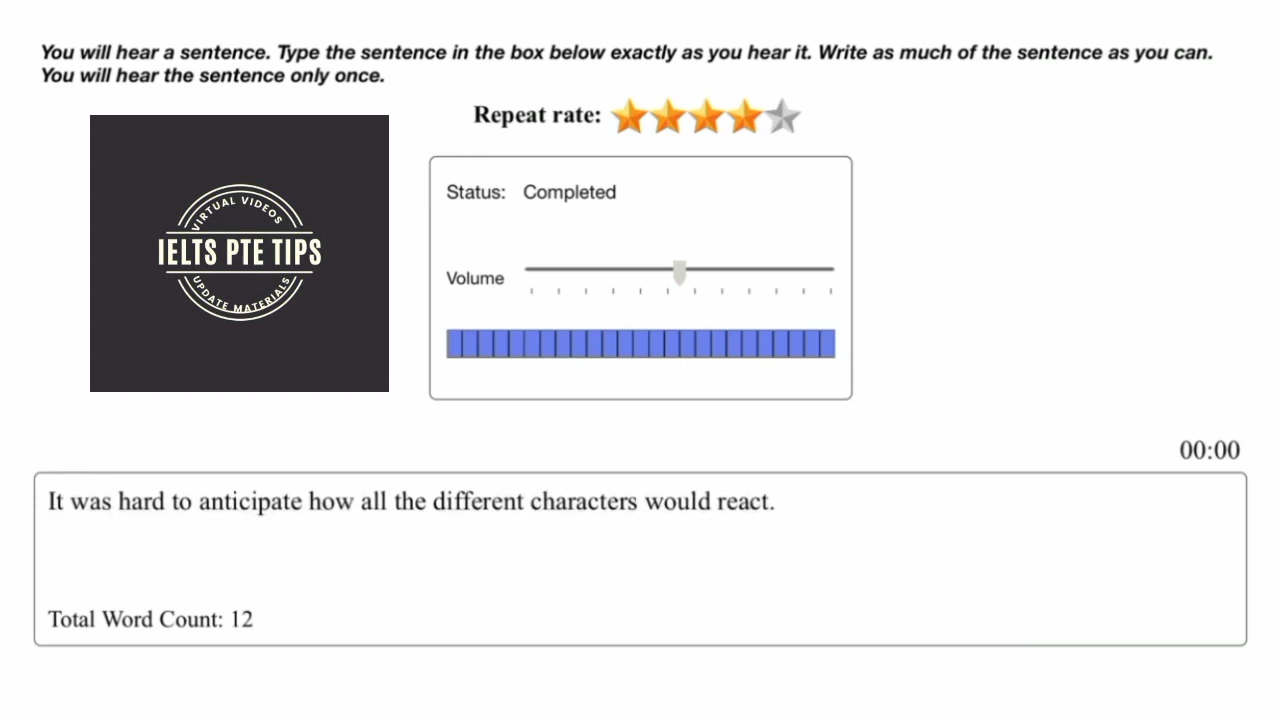 You will hear a sentence. Type the sentence in the box below exactly as you hear it. Write as much of the sentence as you can.
You will hear the sentence only once.
Repeat rate:
VIRTUAL VIDEOS
IELTS PTE TIPS
UPDATE MATERIALS
Status: Completed
Volume
00:00
It was hard to anticipate how all the different characters would react.
Total Word Count: 12